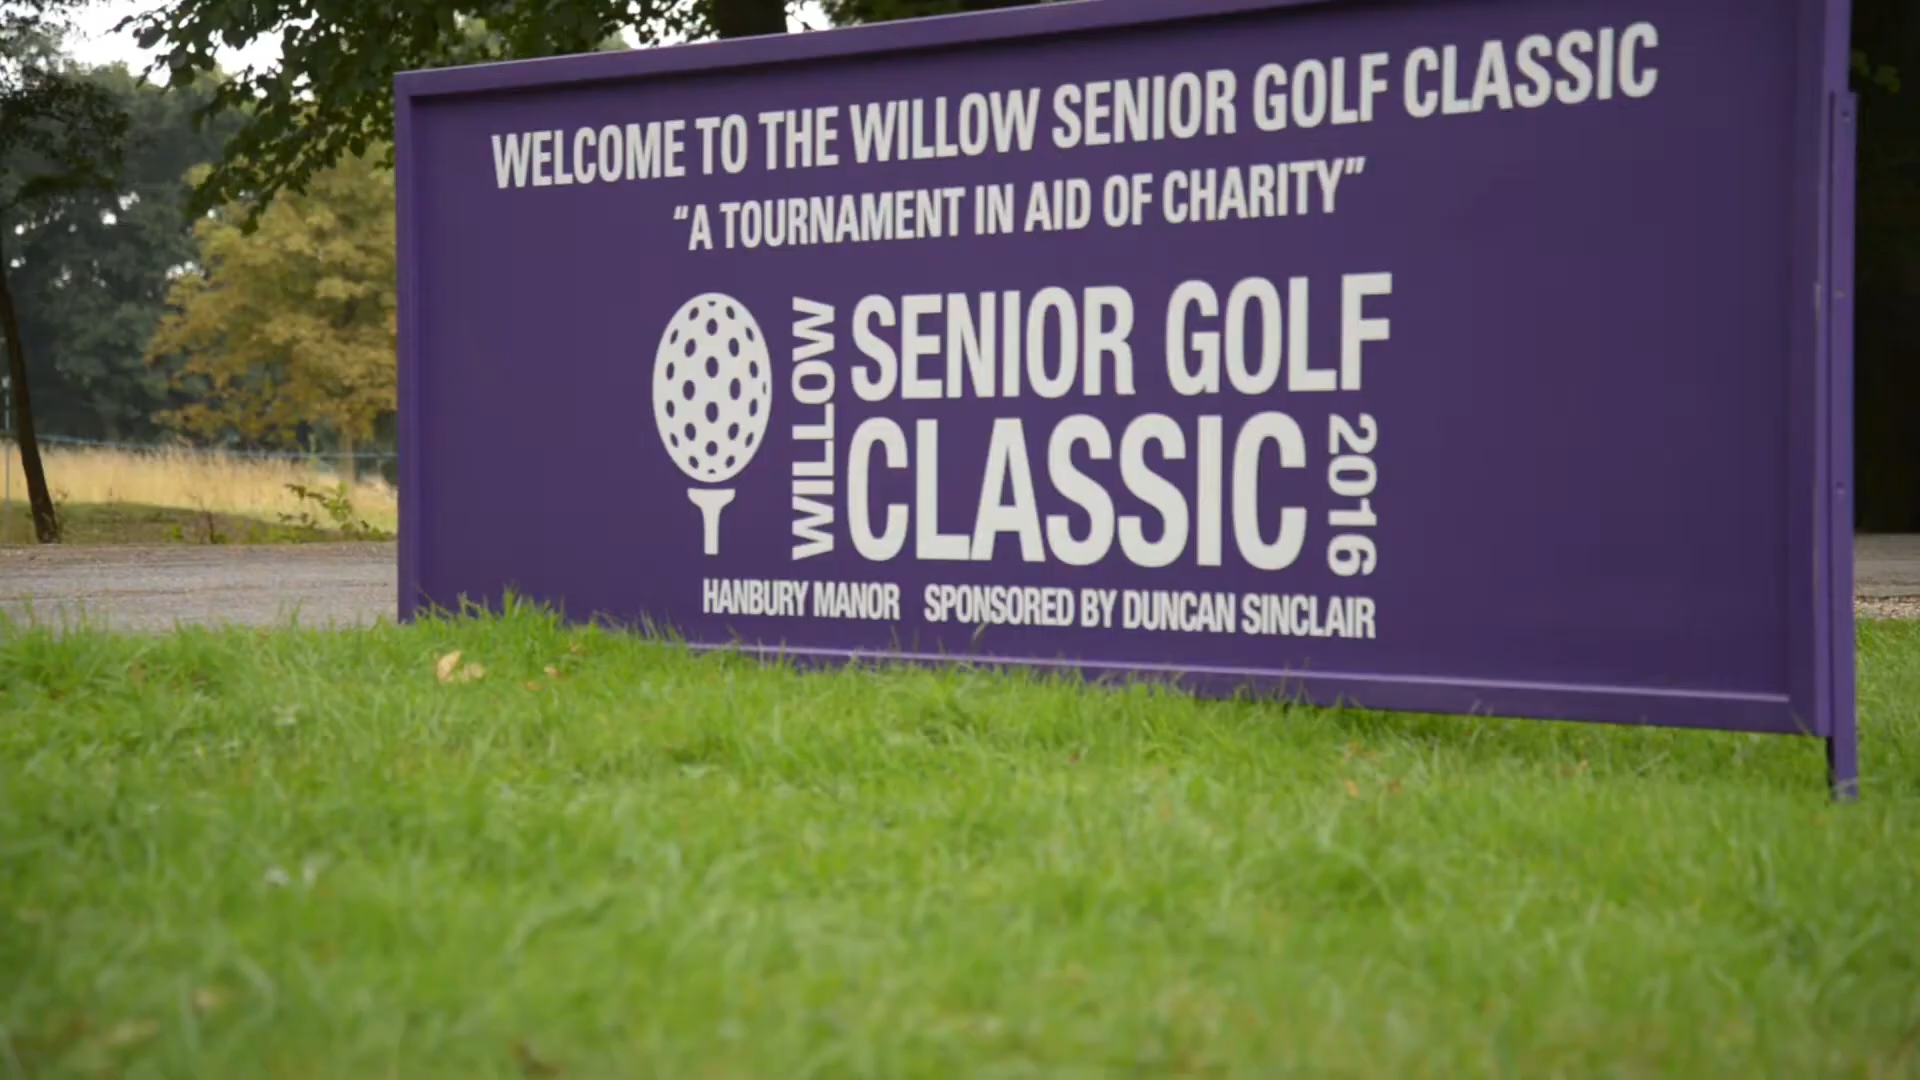 WELCOME TO THE WILLOW SENIOR GOLF CLASSIC
“A TOURNAMENT IN AID OF CHARITY”
WILLOW
SENIOR GOLF
CLASSIC
2016
HANBURY MANOR SPONSORED BY DUNCAN SINCLAIR